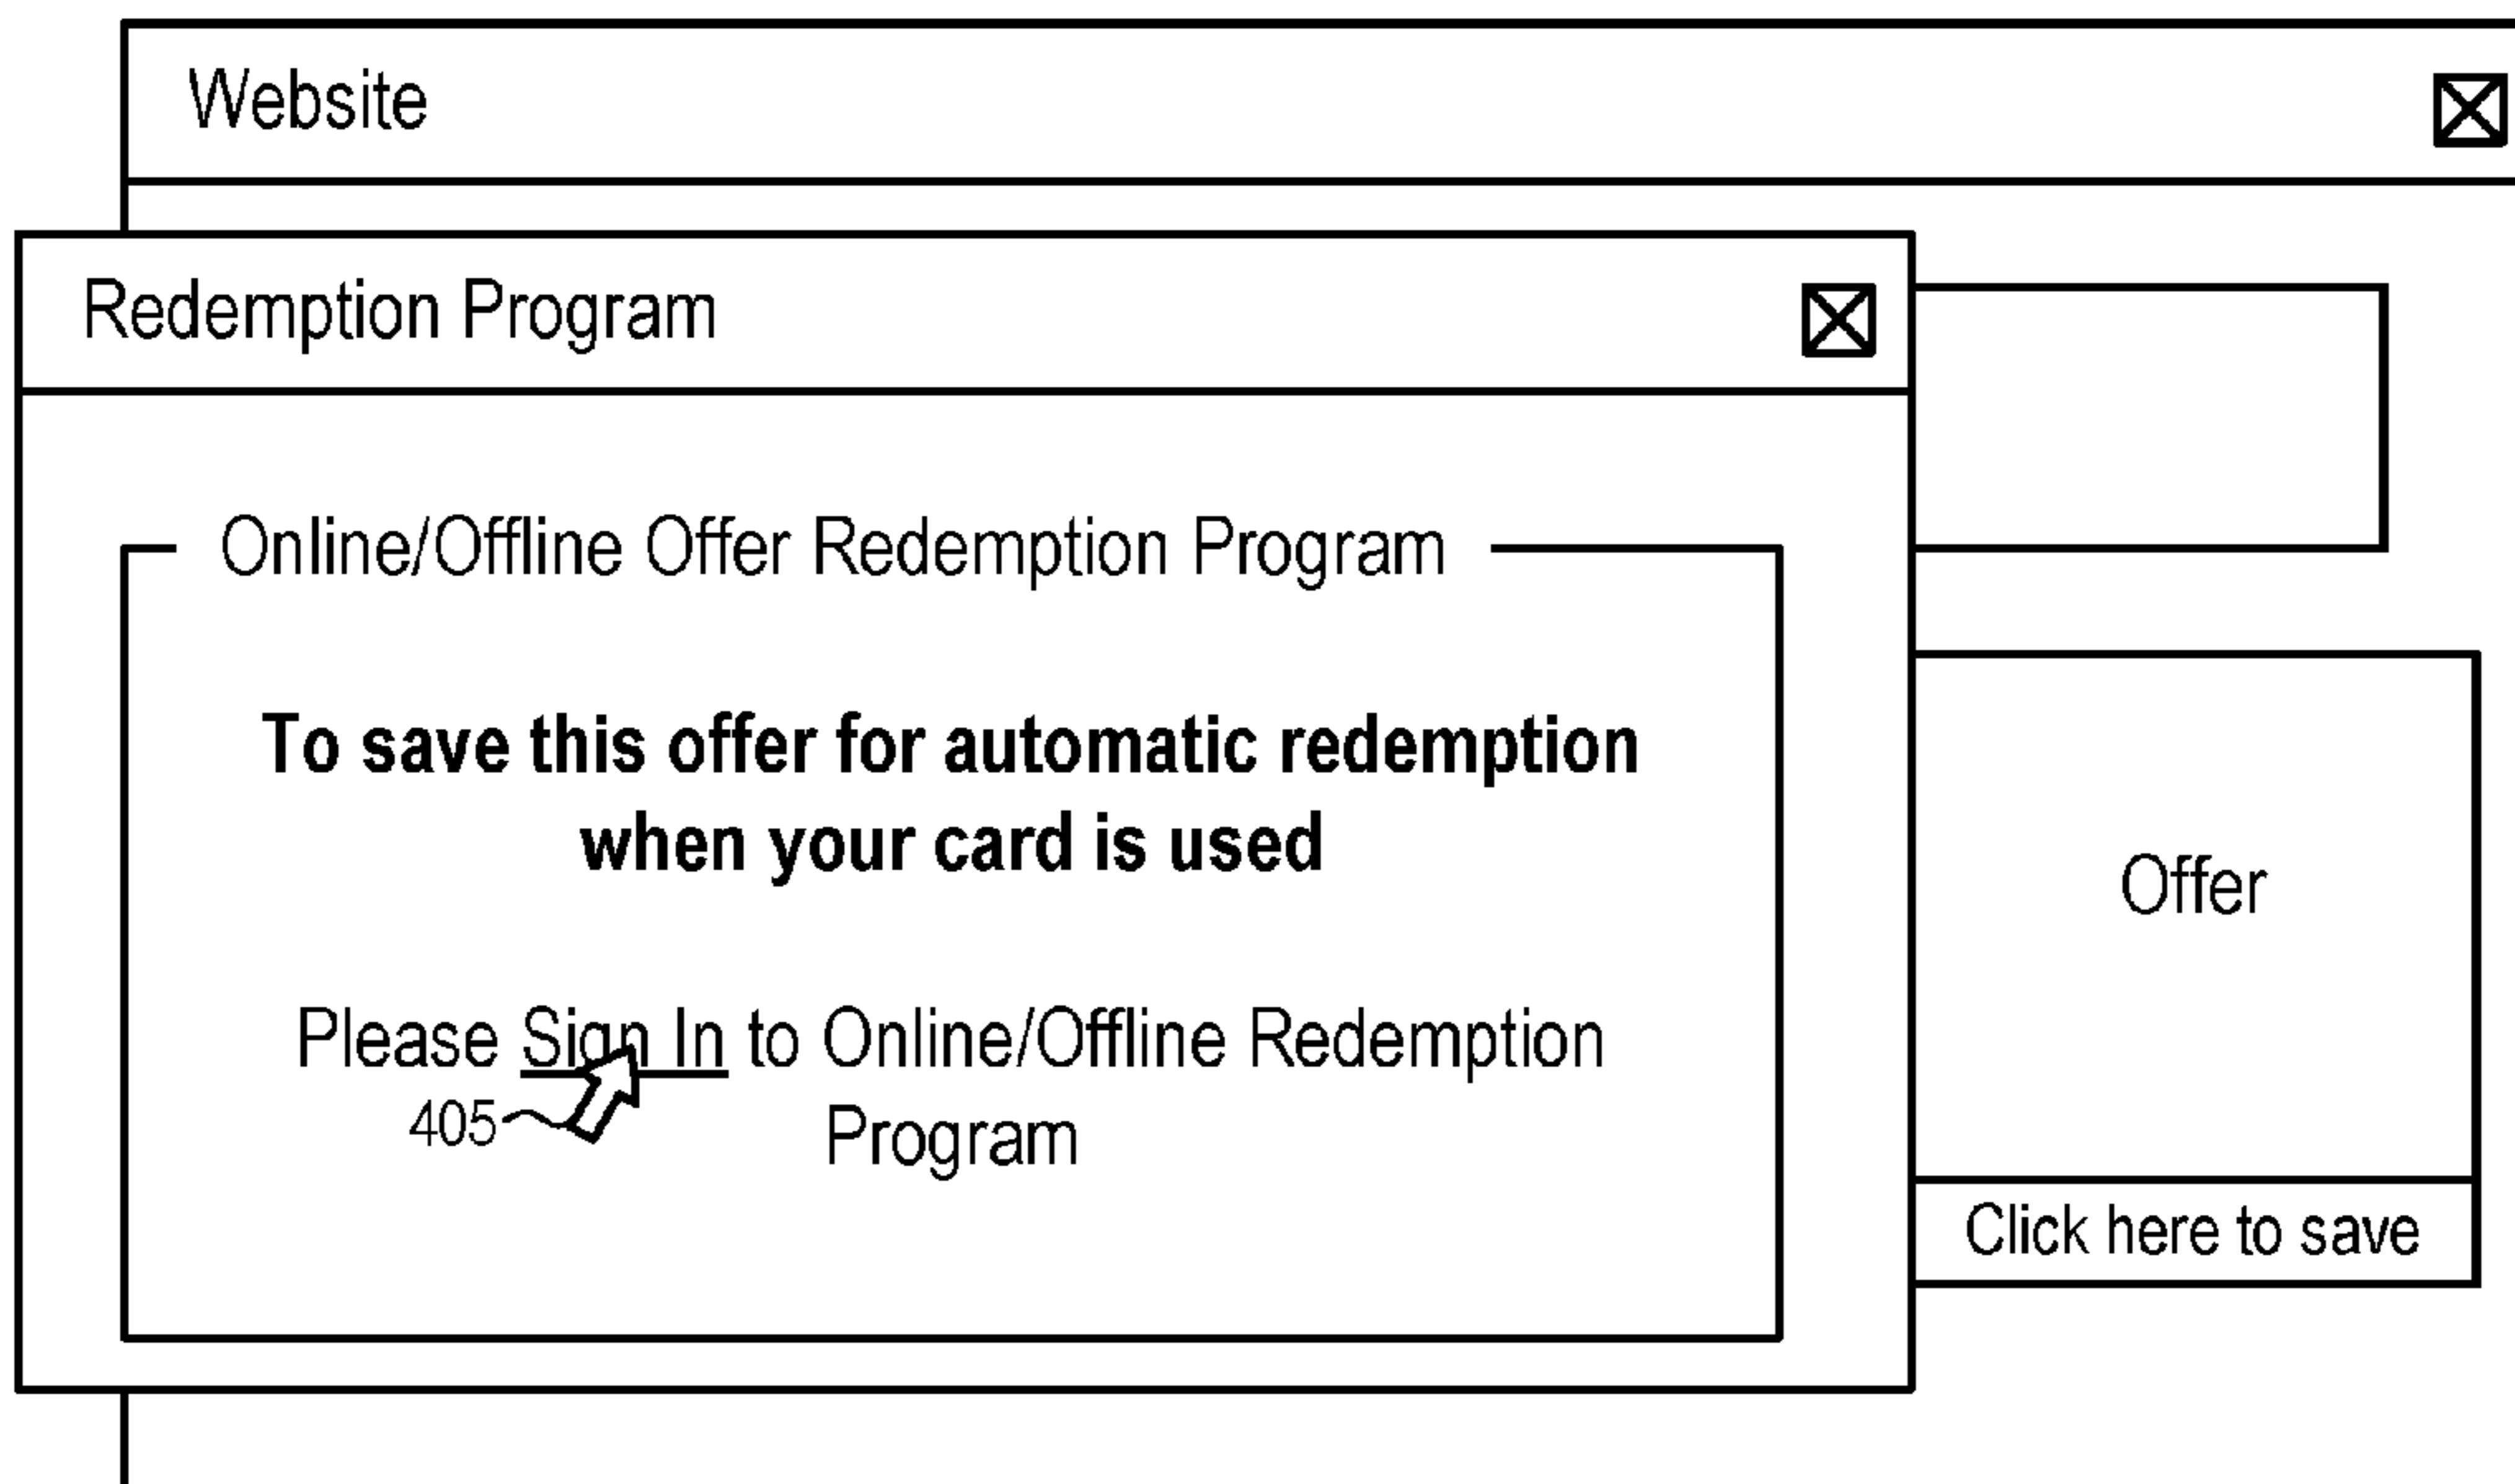 Website
Redemption Program
Online/Offline Offer Redemption Program
To save this offer for automatic redemption
when your card is used
Please Sign In to Online/Offline Redemption
Program
405
Offer
Click here to save